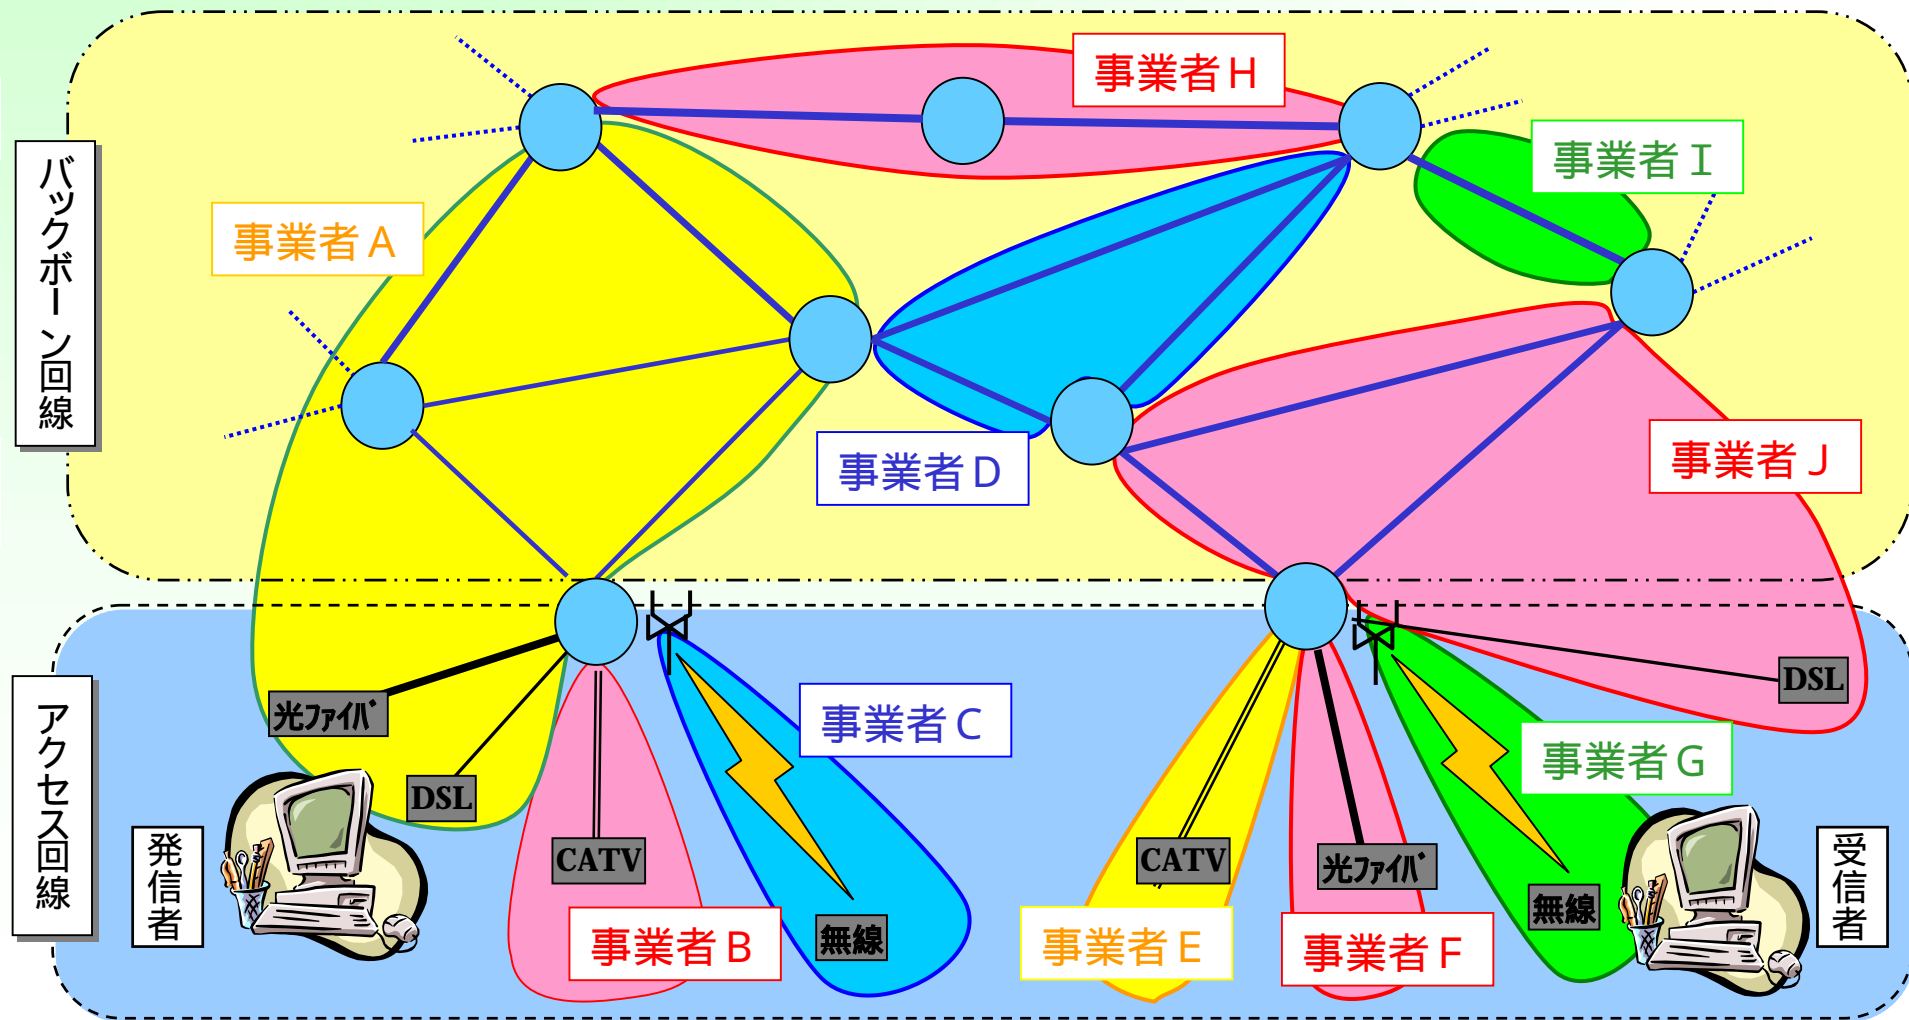 事業者H
事業者I
バックボーン回線
事業者A
事業者D
事業者J
アクセス回線
光ファイバ
DSL
DSL
事業者C
事業者G
発信者
CATV
CATV
光ファイバ
受信者
無線
無線
事業者B
事業者E
事業者F